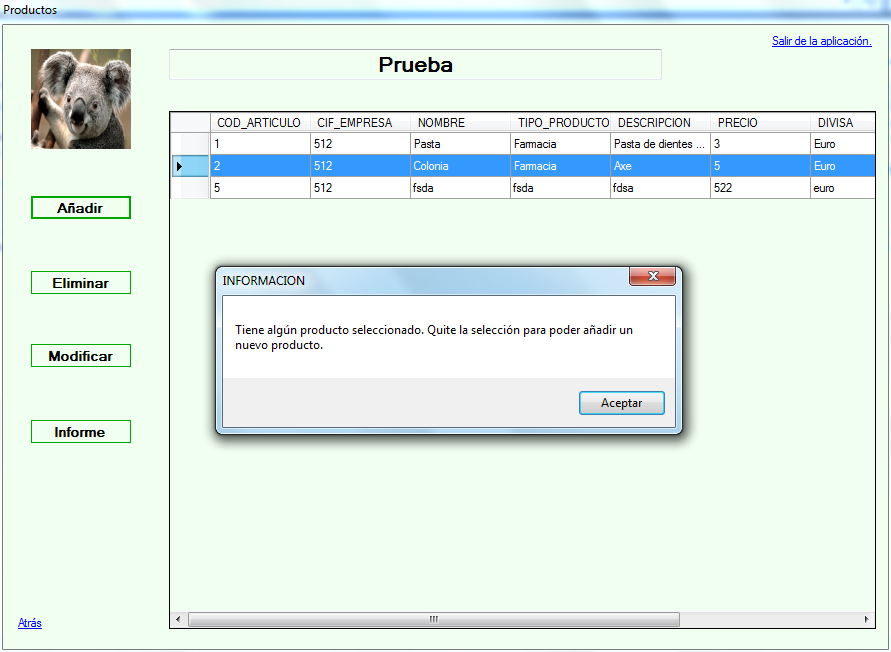 Productos
Salir de la aplicación.
Prueba
COD_ARTICULO CIF_EMPRESA NOMBRE TIPO_PRODUCTO DESCRIPCION PRECIO DIVISA
1 512 Pasta Farmacia Pasta de dientes ... 3 Euro
2 512 Colonia Farmacia Axe 5 Euro
5 512 fsda fsda fdsa 522 euro
Añadir
Eliminar
Modificar
Informe
INFORMACION
Tiene algún producto seleccionado. Quite la selección para poder añadir un
nuevo producto.
Aceptar
Atrás